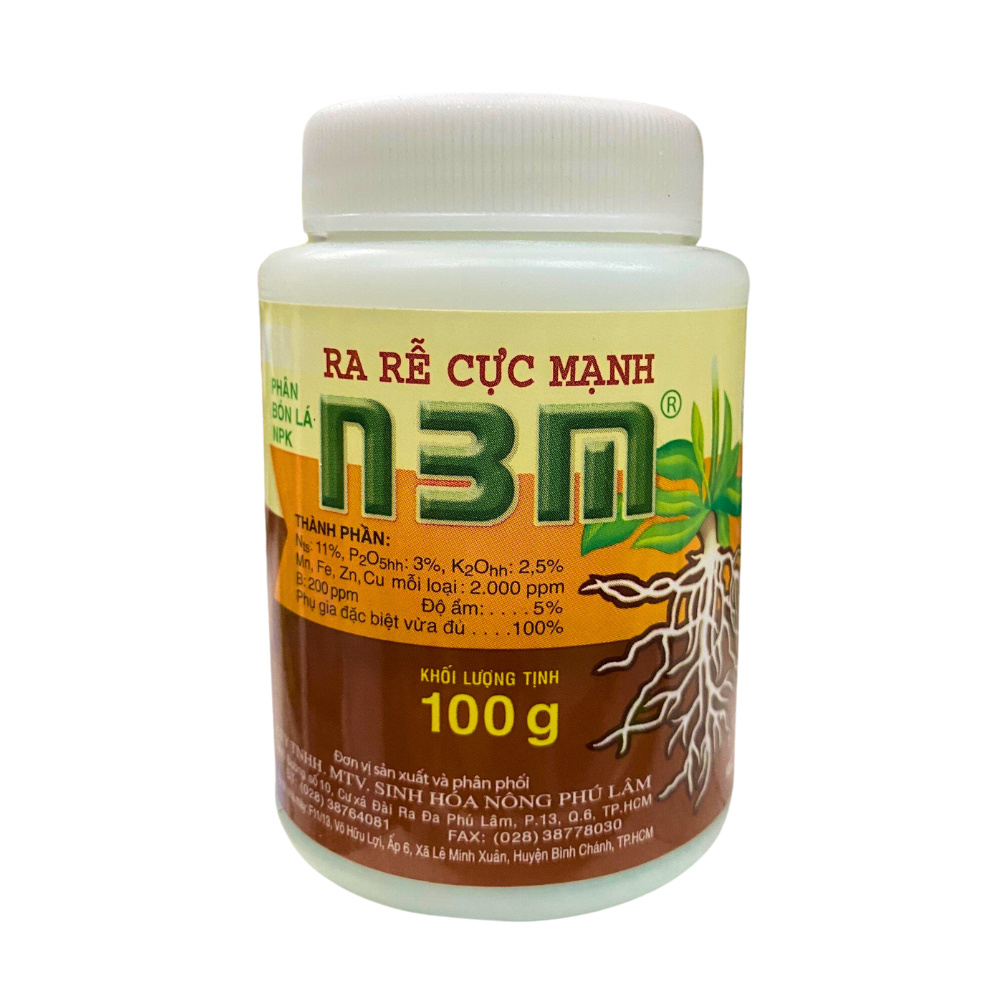 RA RỄ CỰC MẠNH
PHÂN
BÓN LÁ
NPK
N3M®
THÀNH PHẦN:
Nts: 11%, P2O5hh: 3%, K2Ohh: 2,5%
Mn, Fe, Zn, Cu mỗi loại: 2.000 ppm
B: 200 ppm Độ ẩm: . . . . 5%
Phụ gia đặc biệt vừa đủ . . . .100%
KHỐI LƯỢNG TỊNH
100 g
Đơn vị sản xuất và phân phối
TNHH. MTV. SINH HÓA NÔNG PHÚ LÂM
số 10, Cư xá Đài Ra Đa Phú Lâm, P.13, Q.6, TP.HCM
(028) 38764081 FAX: (028) 38778030
F11/13, Võ Hữu Lợi, Ấp 6, Xã Lê Minh Xuân, Huyện Bình Chánh, TP.HCM